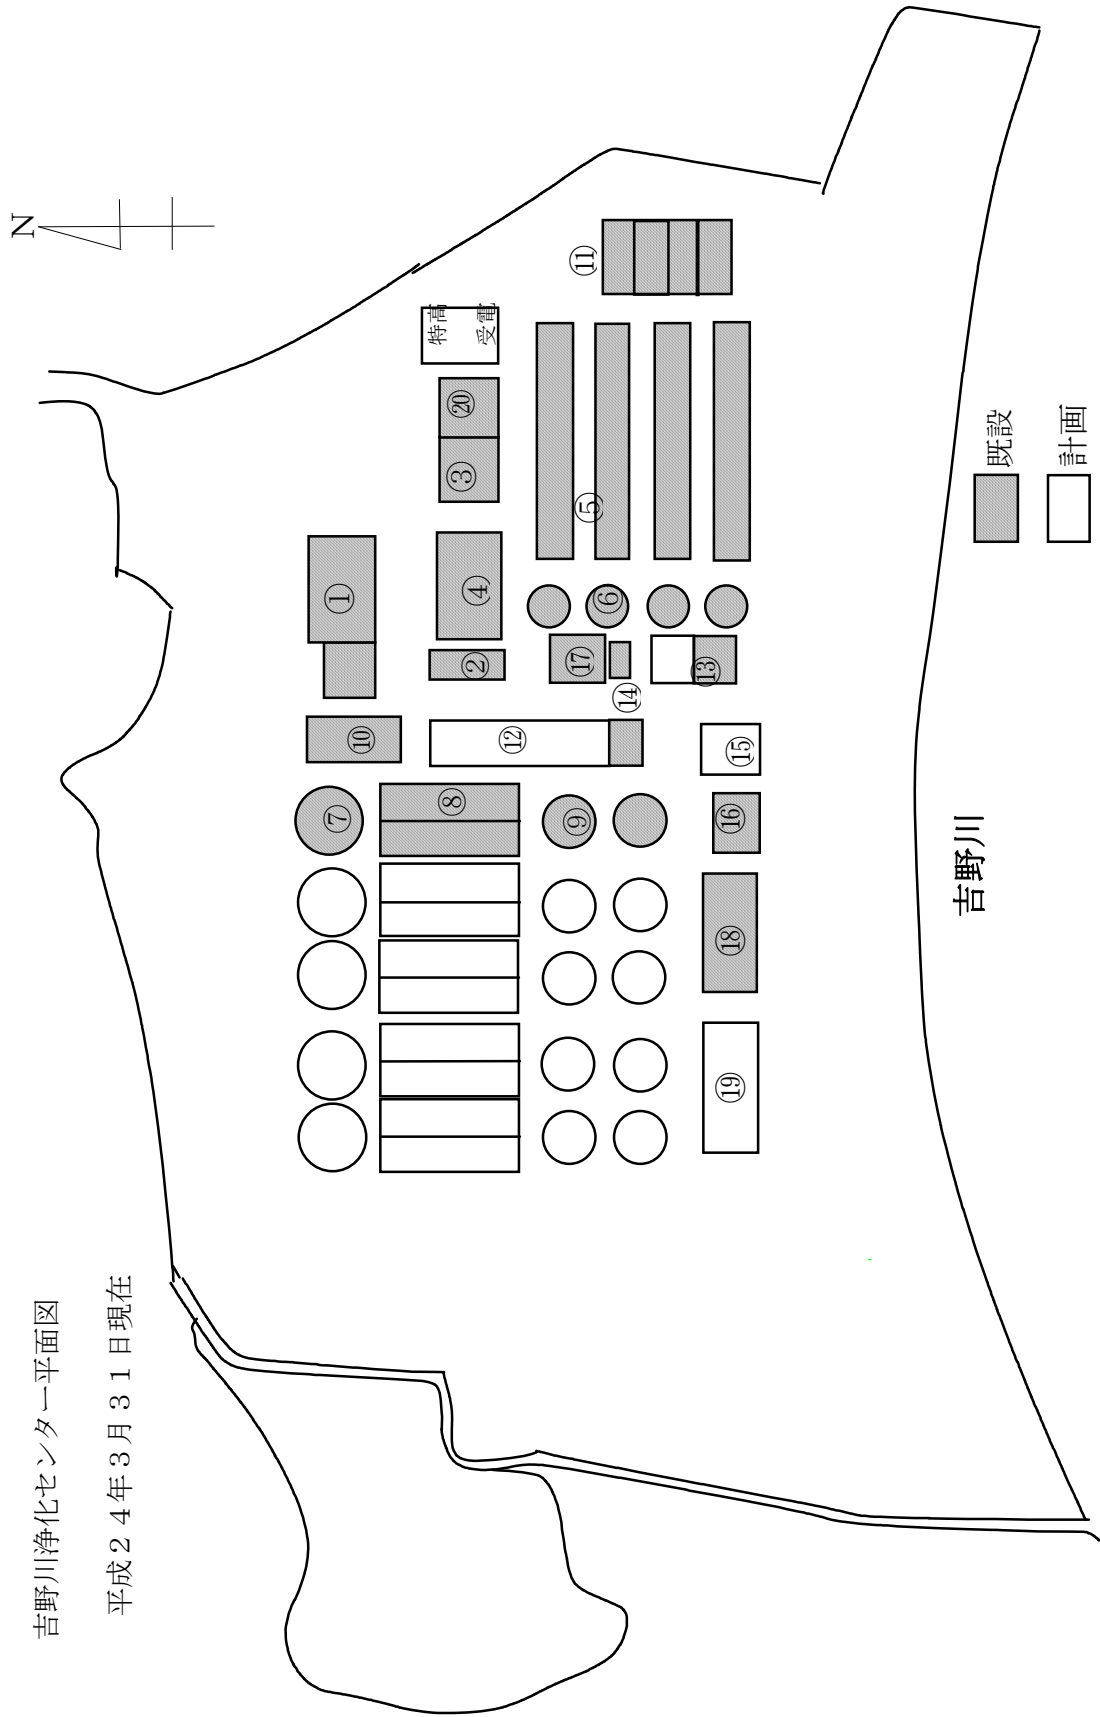 吉野川浄化センター平面図
平成２４年３月３１日現在
N
①
⑳
③
④
②
特高
受電
⑪
⑤
⑥
⑰
⑭
⑬
⑩
⑫
⑮
⑦
⑧
⑨
⑯
⑱
⑲
吉野川
既設
計画